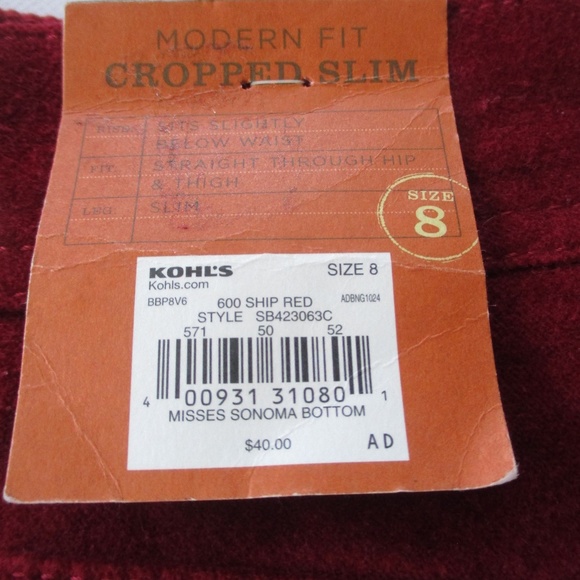 MODERN FIT
CROPPED SLIM
RISE: SITS SLIGHTLY
BELOW WAIST
FIT: STRAIGHT THROUGH HIP
& THIGH
LEG: SLIM
SIZE
8
KOHL'S SIZE 8
Kohls.com
BBP8V6 600 SHIP RED ADBNG1024
STYLE SB423063C
571 50 52
4 00931 31080 1
MISSES SONOMA BOTTOM
$40.00 AD